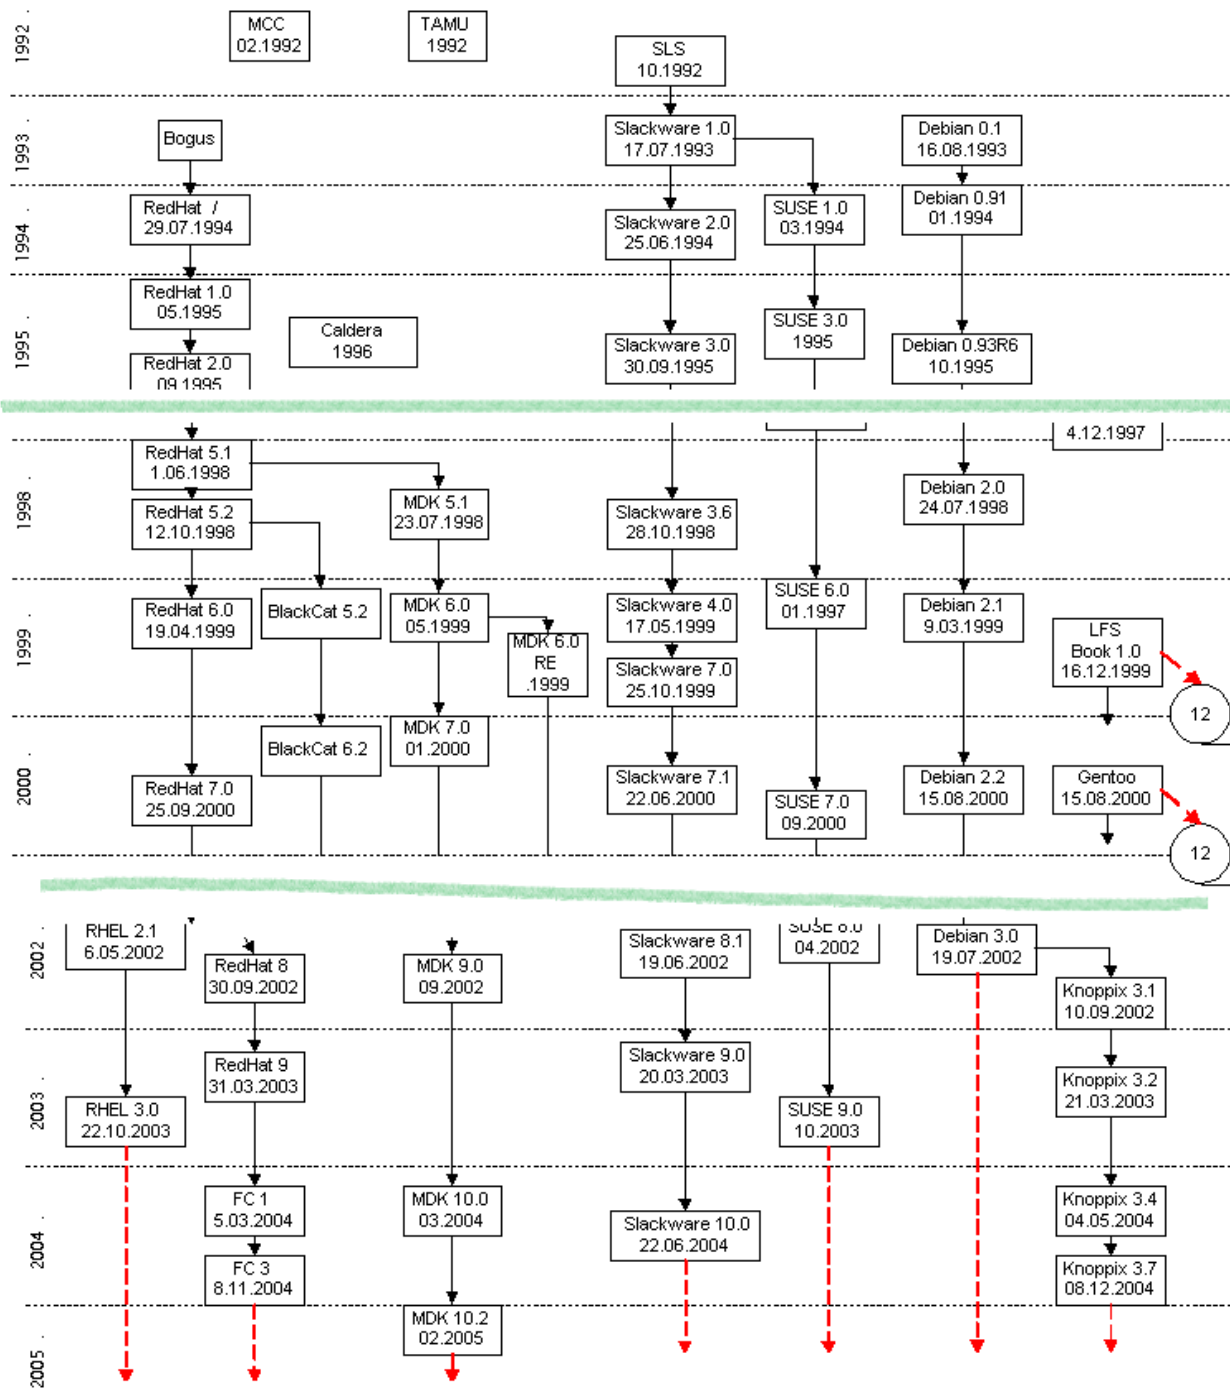 1992 .
MCC
02.1992
TAMU
1992
SLS
10.1992
1993 .
Bogus
Slackware 1.0
17.07.1993
Debian 0.1
16.08.1993
1994 .
RedHat /
29.07.1994
Slackware 2.0
25.06.1994
SUSE 1.0
03.1994
Debian 0.91
01.1994
1995 .
RedHat 1.0
05.1995
Caldera
1996
RedHat 2.0
09.1995
Slackware 3.0
30.09.1995
SUSE 3.0
1995
Debian 0.93R6
10.1995
4.12.1997
1998 .
RedHat 5.1
1.06.1998
RedHat 5.2
12.10.1998
MDK 5.1
23.07.1998
Slackware 3.6
28.10.1998
Debian 2.0
24.07.1998
1999 .
RedHat 6.0
19.04.1999
BlackCat 5.2
MDK 6.0
05.1999
MDK 6.0
RE
.1999
Slackware 4.0
17.05.1999
Slackware 7.0
25.10.1999
SUSE 6.0
01.1997
Debian 2.1
9.03.1999
LFS
Book 1.0
16.12.1999
12
2000 .
RedHat 7.0
25.09.2000
BlackCat 6.2
MDK 7.0
01.2000
Slackware 7.1
22.06.2000
SUSE 7.0
09.2000
Debian 2.2
15.08.2000
Gentoo
15.08.2000
12
2002 .
RHEL 2.1
6.05.2002
RedHat 8
30.09.2002
MDK 9.0
09.2002
Slackware 8.1
19.06.2002
SUSE 8.0
04.2002
Debian 3.0
19.07.2002
Knoppix 3.1
10.09.2002
2003 .
RHEL 3.0
22.10.2003
RedHat 9
31.03.2003
Slackware 9.0
20.03.2003
SUSE 9.0
10.2003
Knoppix 3.2
21.03.2003
2004 .
FC 1
5.03.2004
FC 3
8.11.2004
MDK 10.0
03.2004
Slackware 10.0
22.06.2004
Knoppix 3.4
04.05.2004
Knoppix 3.7
08.12.2004
2005 .
MDK 10.2
02.2005